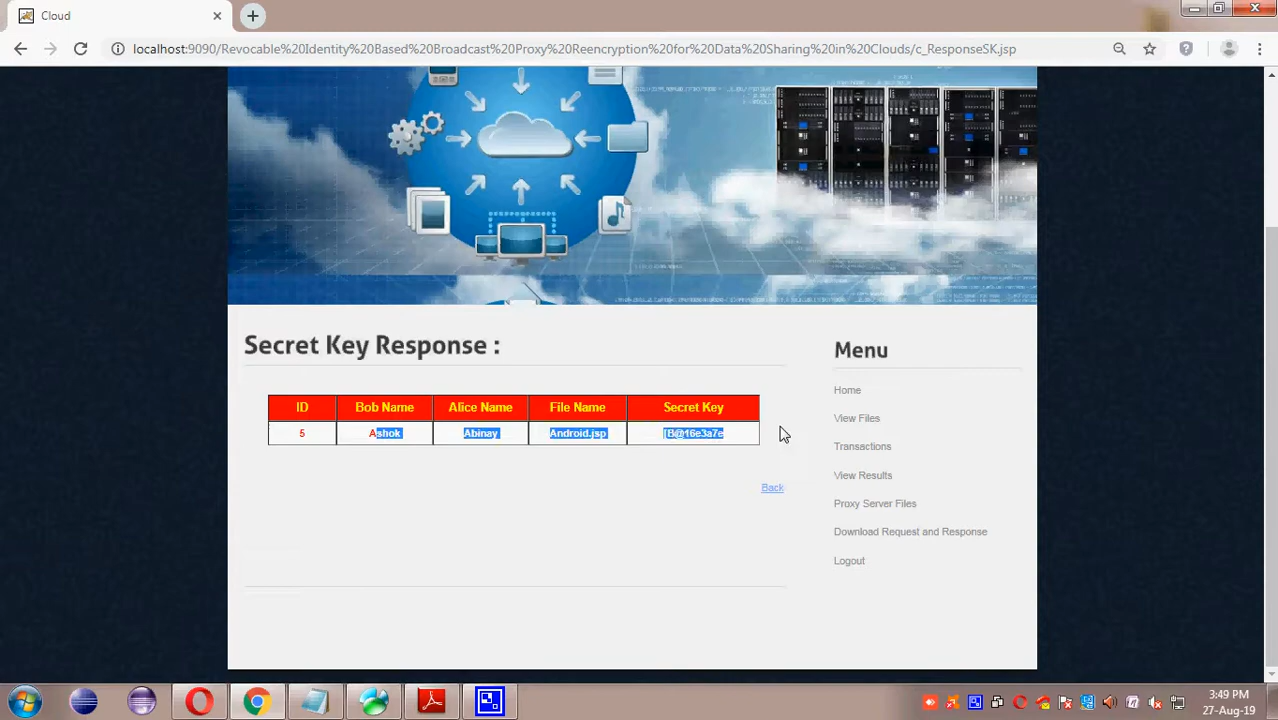 Cloud
localhost:9090/Revocable%20Identity%20Based%20Broadcast%20Proxy%20Reencryption%20for%20Data%20Sharing%20in%20Clouds/c_ResponseSK.jsp
Secret Key Response :
ID Bob Name Alice Name File Name Secret Key
5 Ashok Abinay Android.jsp [B@16e3a7e
Back
Menu
Home
View Files
Transactions
View Results
Proxy Server Files
Download Request and Response
Logout
3:49 PM
27-Aug-19